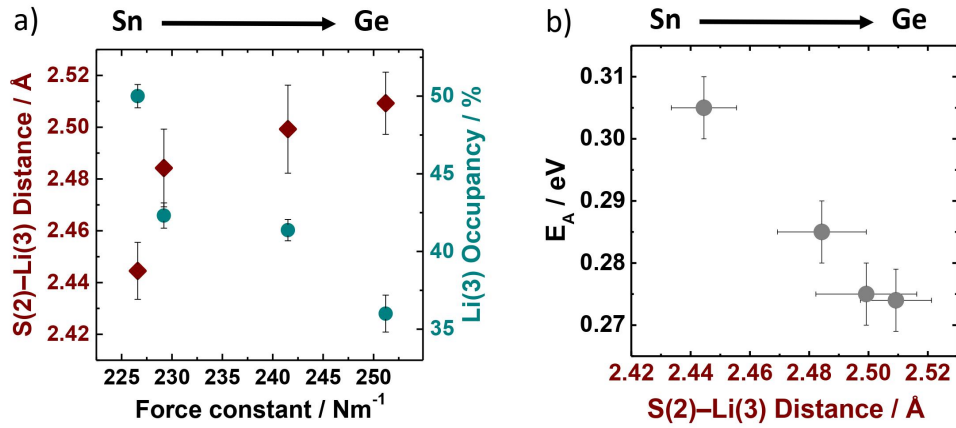 a)
Sn
Ge
S(2)–Li(3) Distance / Å
2.52
2.50
2.48
2.46
2.44
2.42
50
45
40
35
Li(3) Occupancy / %
225 230 235 240 245 250
Force constant / Nm⁻¹
b)
Sn
Ge
E_A / eV
0.31
0.30
0.29
0.28
0.27
2.42 2.44 2.46 2.48 2.50 2.52
S(2)–Li(3) Distance / Å